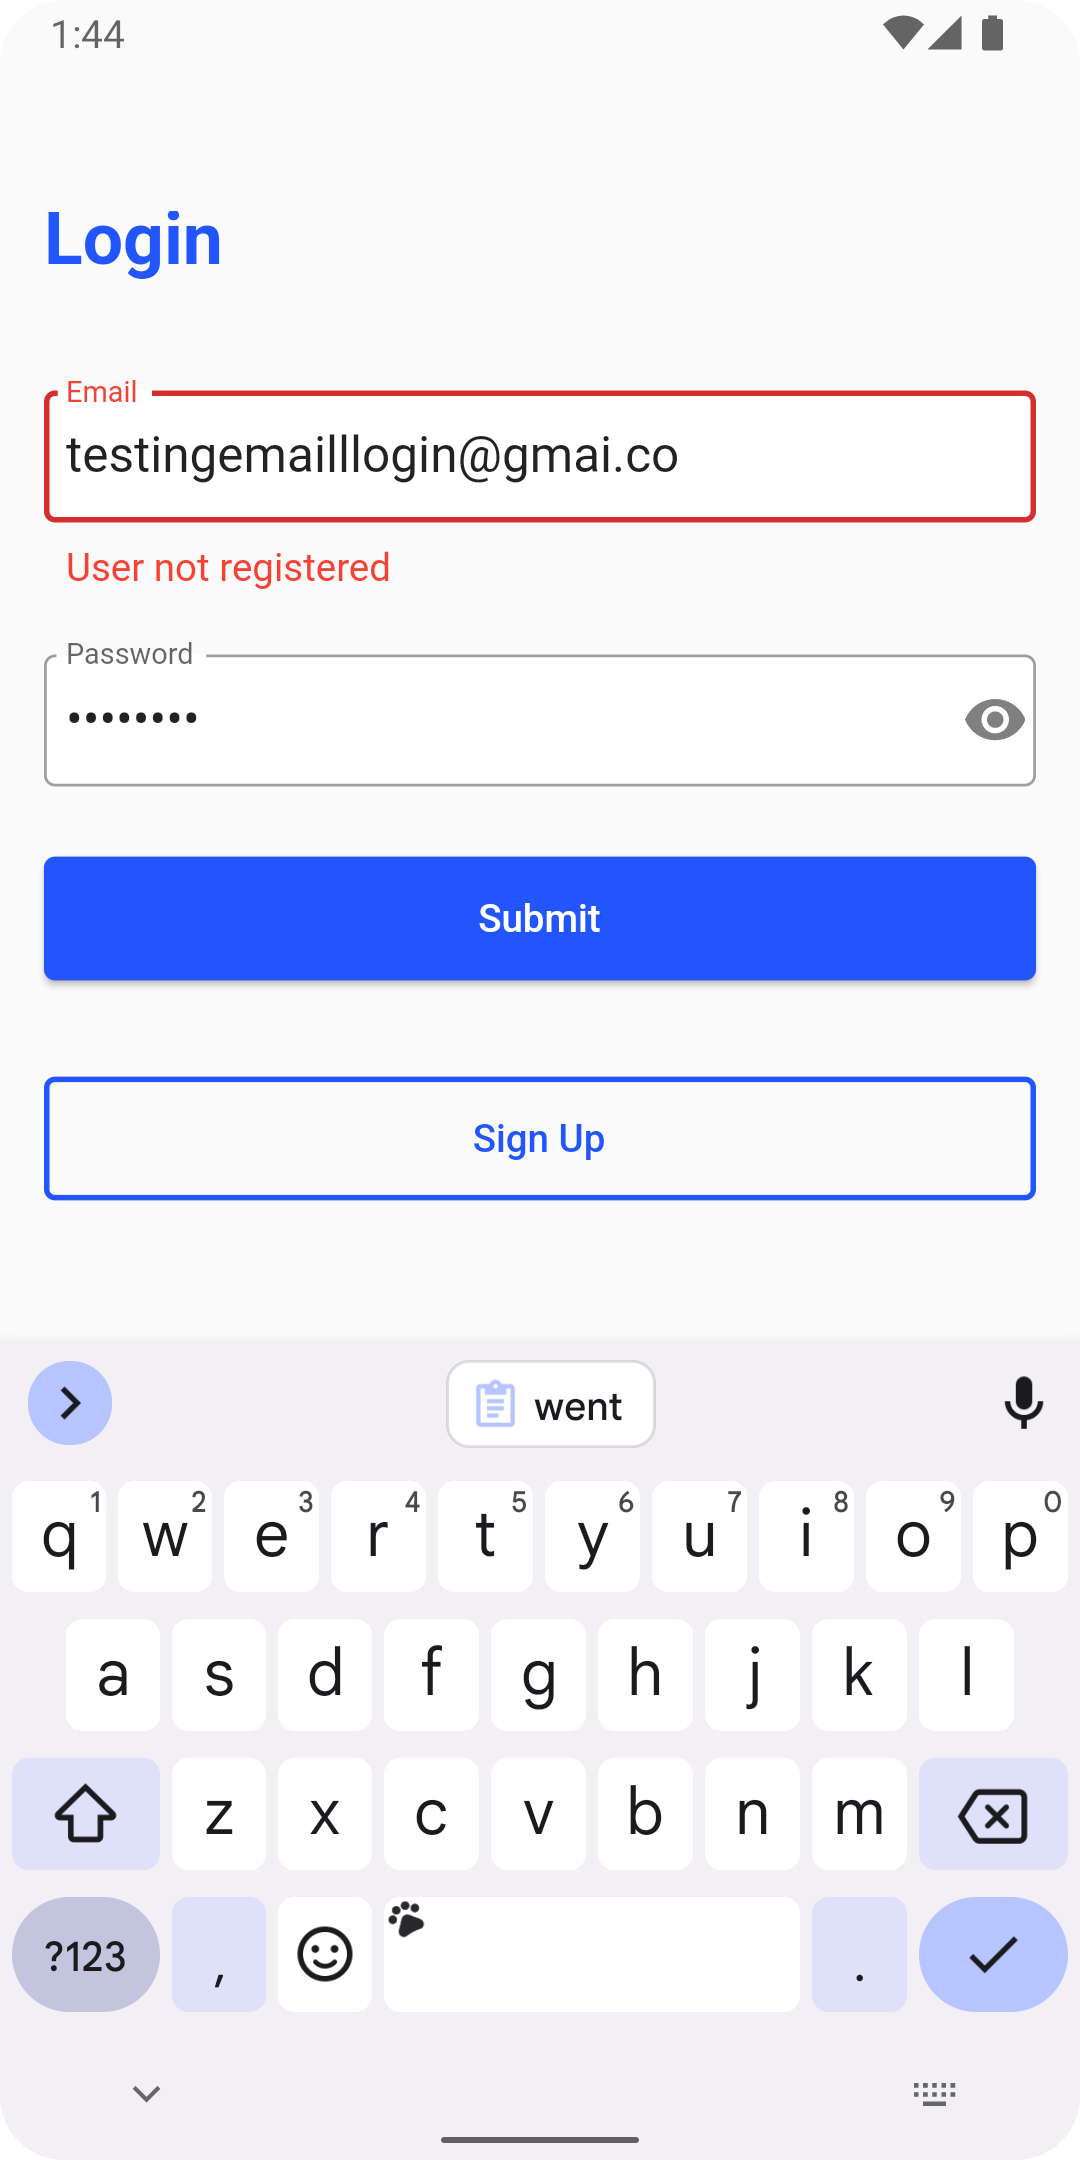 1:44
Login
Email
testingemailllogin@gmai.co
User not registered
Password
••••••••
Submit
Sign Up
went
q 1 w 2 e 3 r 4 t 5 y 6 u 7 i 8 o 9 p 0
a s d f g h j k l
z x c v b n m
?123 , .